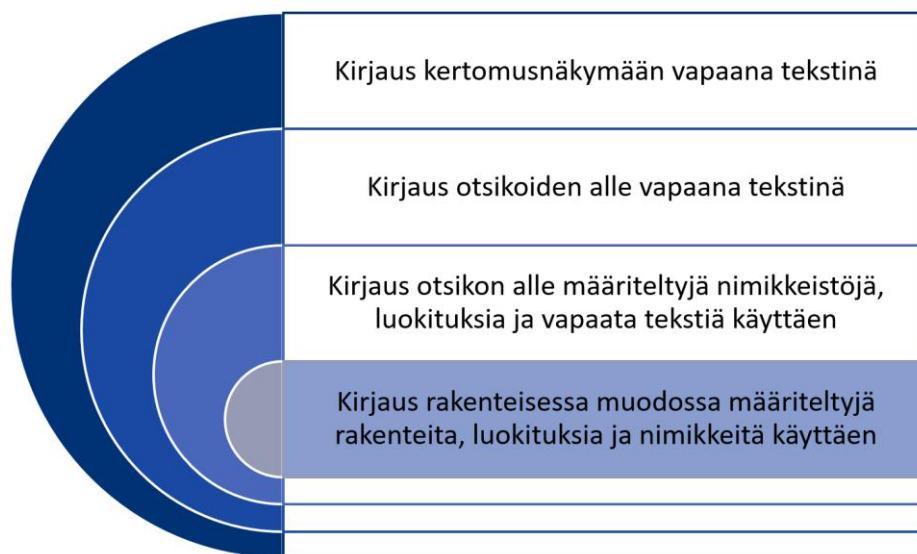 Kirjaus kertomusnäkymään vapaana tekstinä
Kirjaus otsikoiden alle vapaana tekstinä
Kirjaus otsikon alle määriteltyjä nimikkeistöjä,
luokituksia ja vapaata tekstiä käyttäen
Kirjaus rakenteisessa muodossa määriteltyjä
rakenteita, luokituksia ja nimikkeitä käyttäen